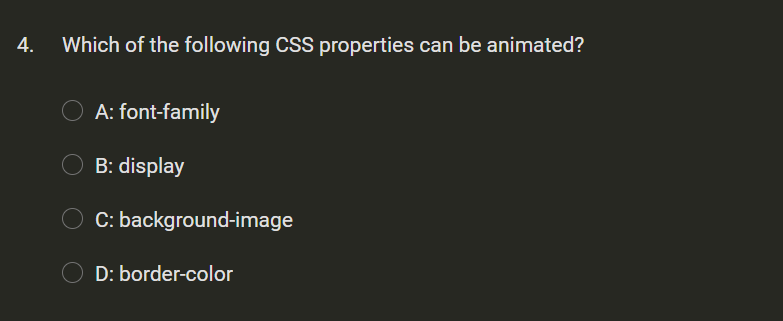 4. Which of the following CSS properties can be animated?
A: font-family
B: display
C: background-image
D: border-color